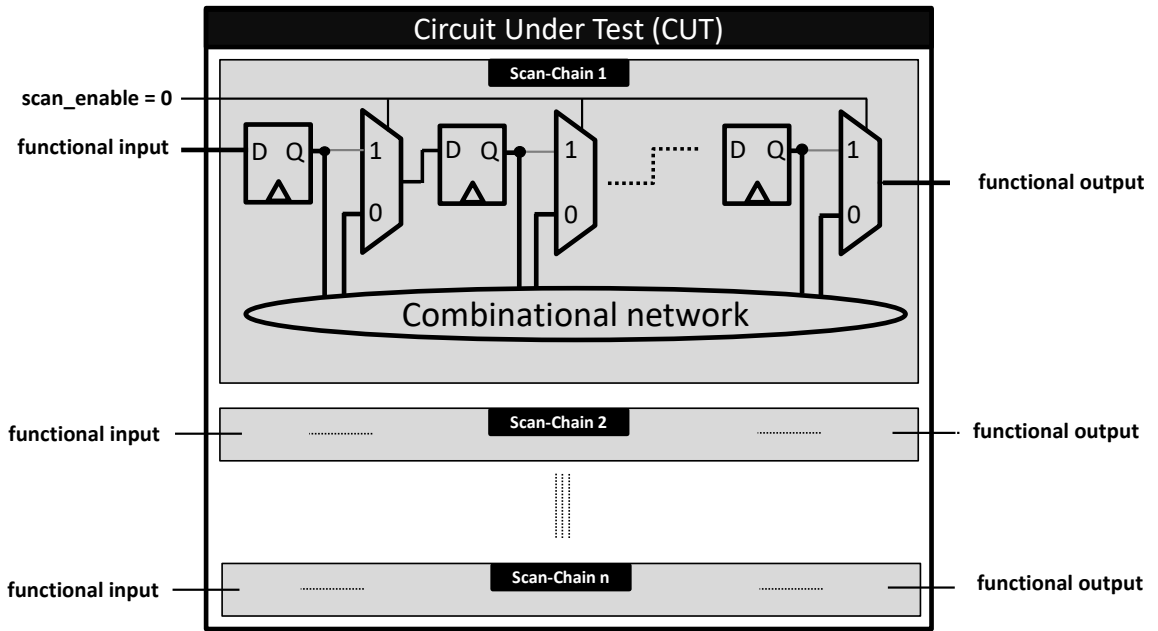 Circuit Under Test (CUT)
Scan-Chain 1
scan_enable = 0
functional input
D Q
1
0
D Q
1
0
D Q
1
0
functional output
Combinational network
Scan-Chain 2
functional input
functional output
Scan-Chain n
functional input
functional output